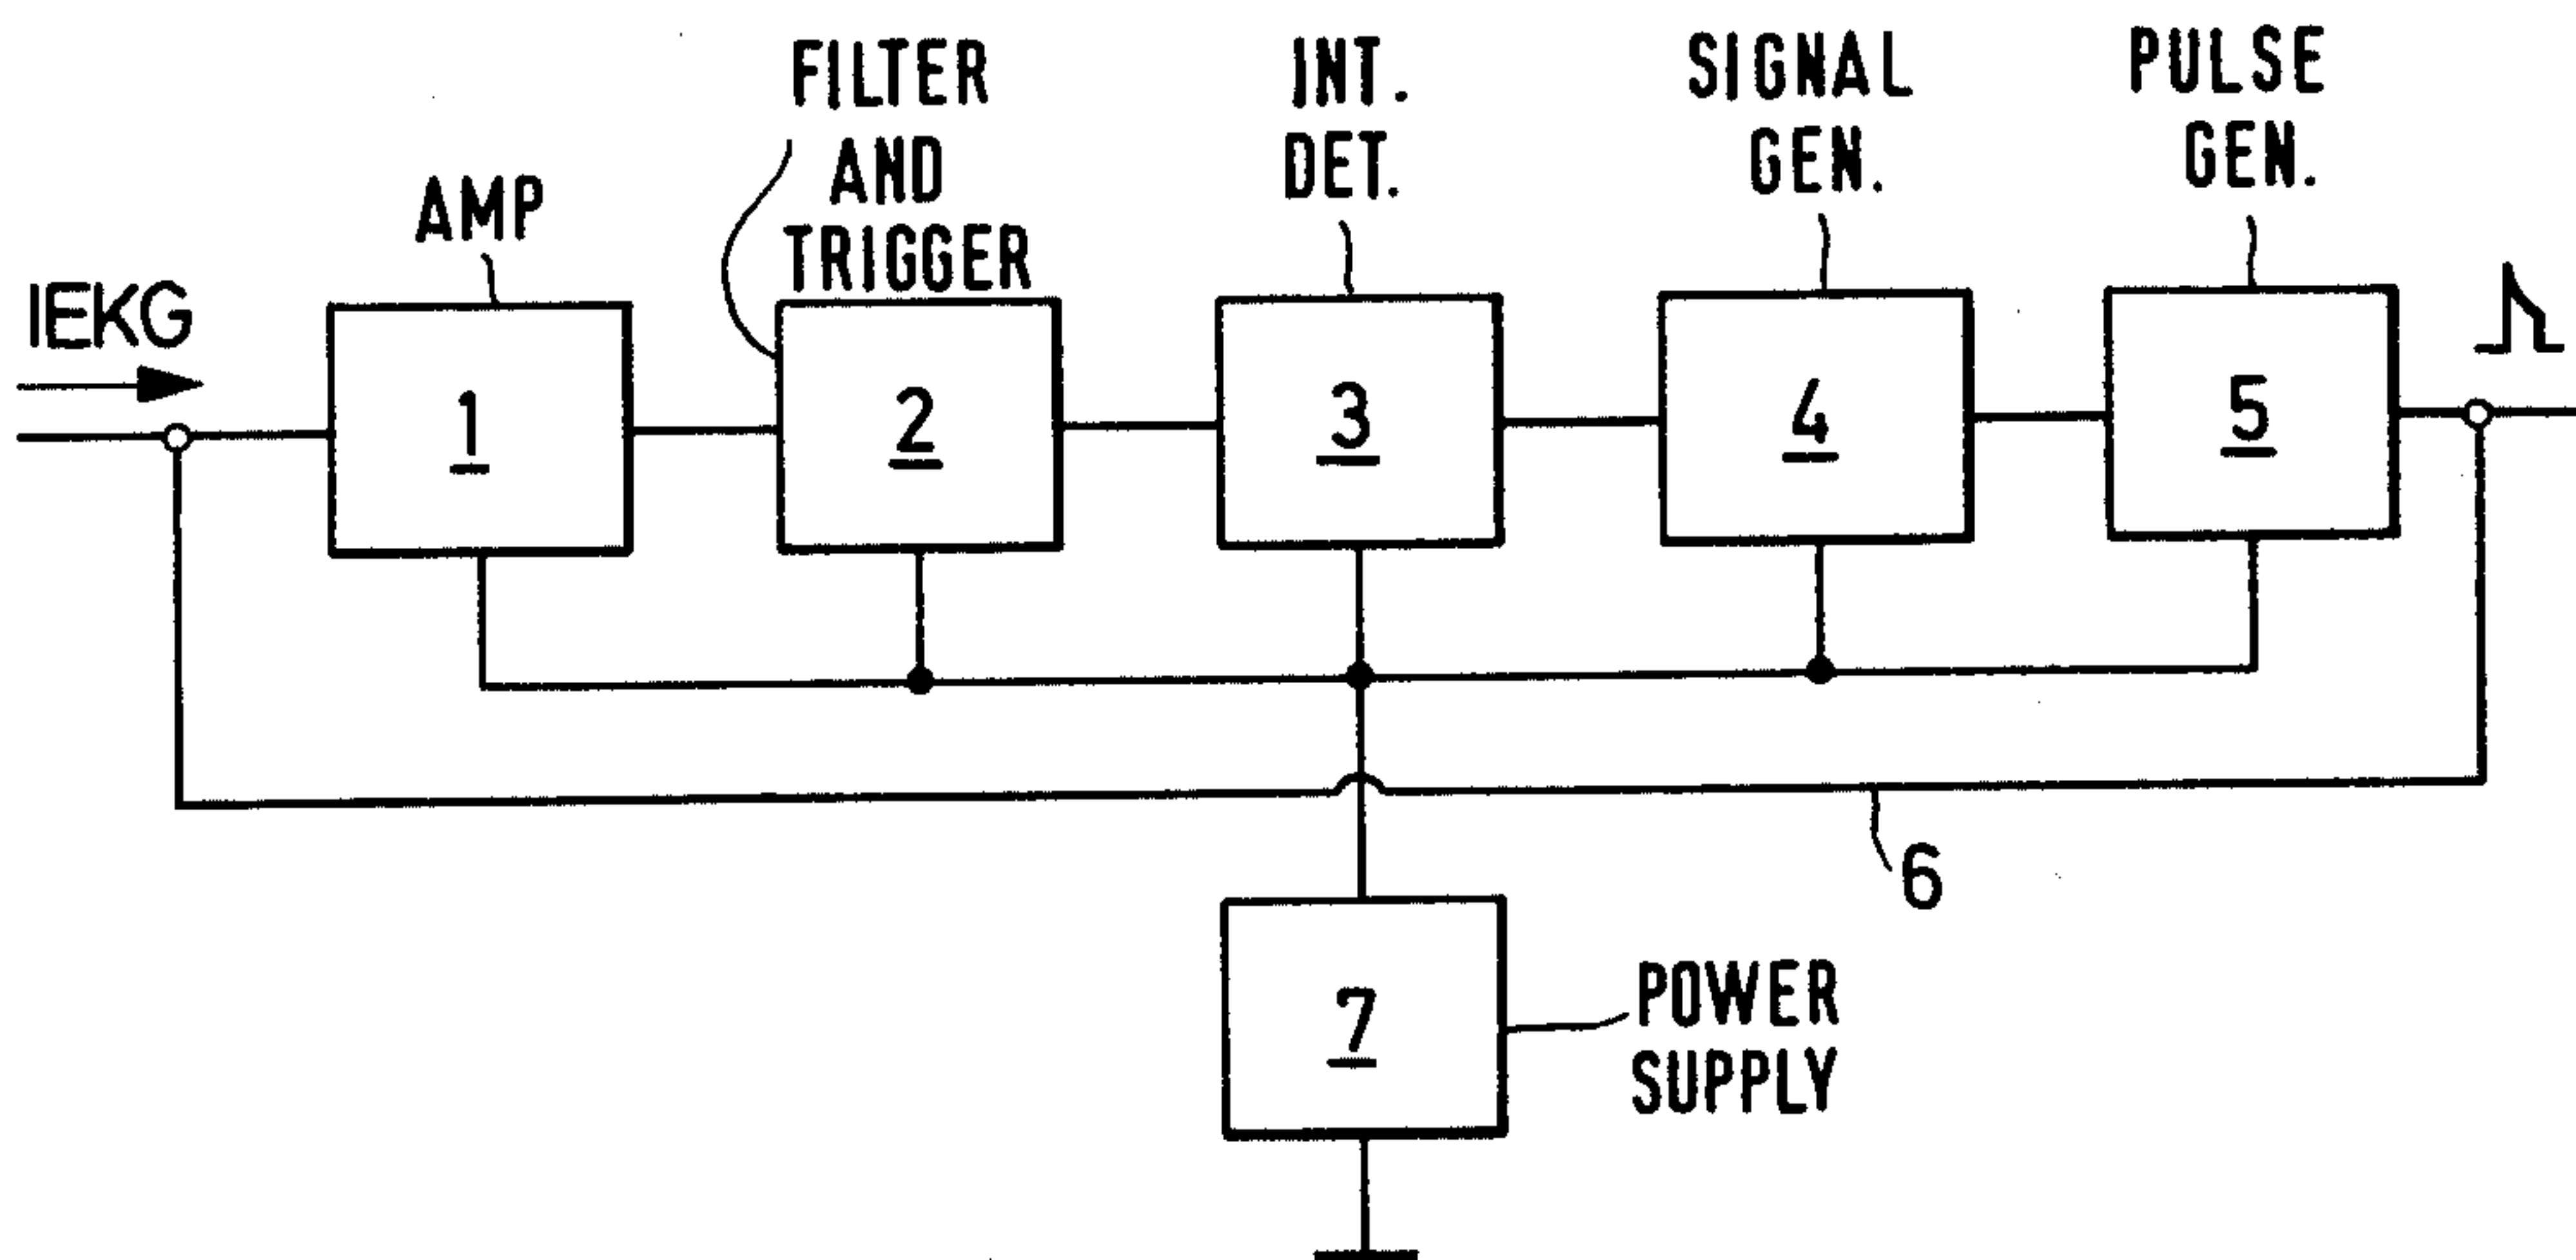 FILTER
AND
TRIGGER
INT.
DET.
SIGNAL
GEN.
PULSE
GEN.
AMP
IEKG
1
2
3
4
5
6
7
POWER
SUPPLY